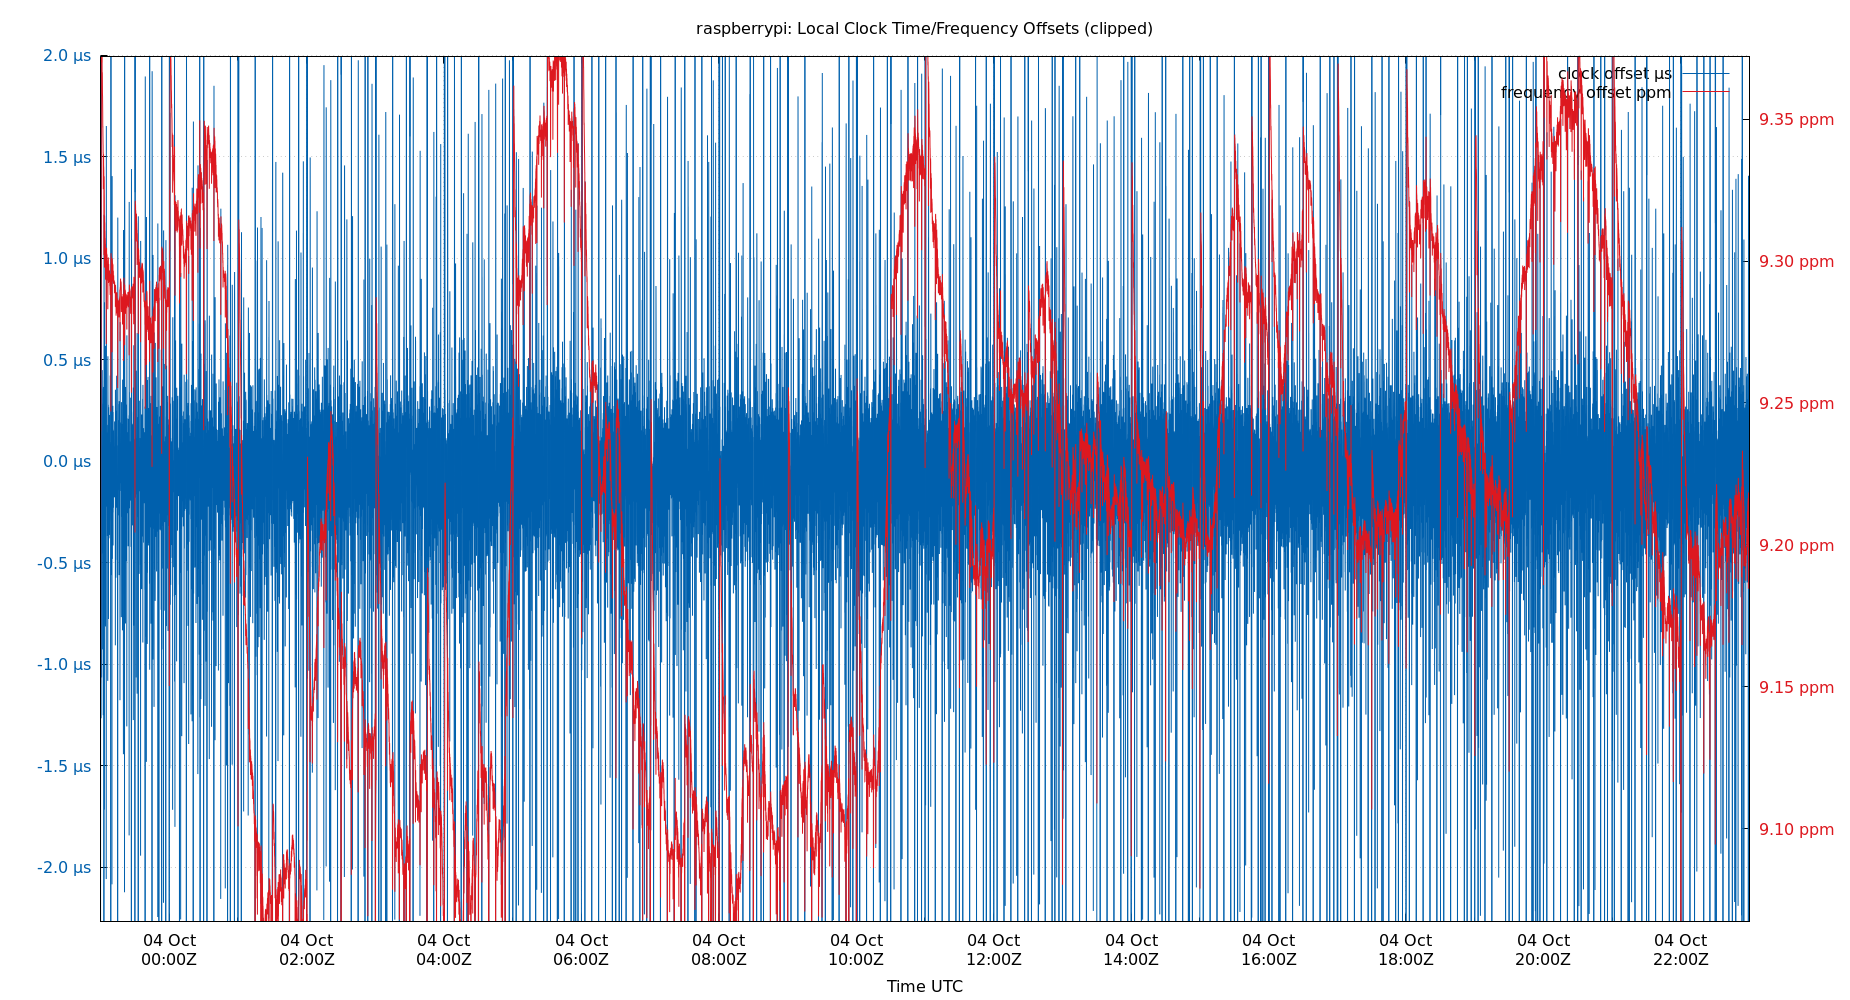 raspberrypi: Local Clock Time/Frequency Offsets (clipped)
clock offset µs
frequency offset ppm
2.0 µs
1.5 µs
1.0 µs
0.5 µs
0.0 µs
-0.5 µs
-1.0 µs
-1.5 µs
-2.0 µs
9.35 ppm
9.30 ppm
9.25 ppm
9.20 ppm
9.15 ppm
9.10 ppm
04 Oct 04 Oct 04 Oct 04 Oct 04 Oct 04 Oct 04 Oct 04 Oct 04 Oct 04 Oct 04 Oct 04 Oct
00:00Z 02:00Z 04:00Z 06:00Z 08:00Z 10:00Z 12:00Z 14:00Z 16:00Z 18:00Z 20:00Z 22:00Z
Time UTC